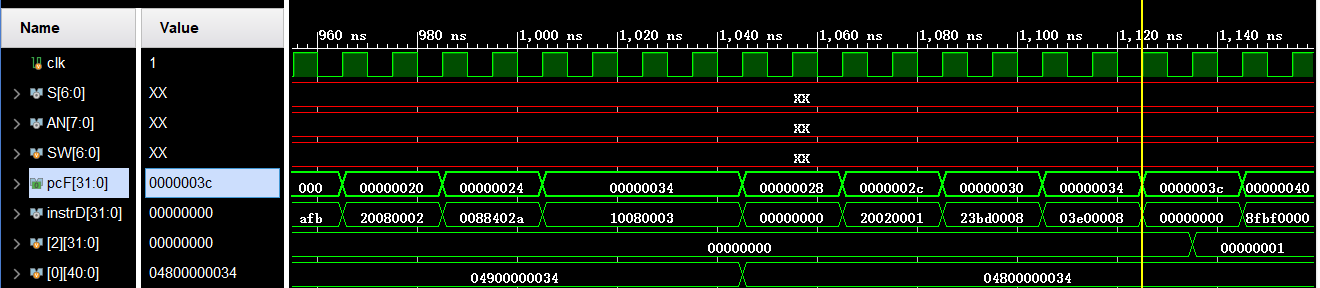 Name Value
960 ns 980 ns 1,000 ns 1,020 ns 1,040 ns 1,060 ns 1,080 ns 1,100 ns 1,120 ns 1,140 ns
clk 1
S[6:0] XX XX
AN[7:0] XX XX
SW[6:0] XX XX
pcF[31:0] 0000003c 000 00000020 00000024 00000034 00000028 0000002c 00000030 00000034 0000003c 00000040
instrD[31:0] 00000000 afb 20080002 0088402a 10080003 00000000 20020001 23bd0008 03e00008 00000000 8fbf0000
[2][31:0] 00000000 00000000 00000001
[0][40:0] 04800000034 04900000034 04800000034